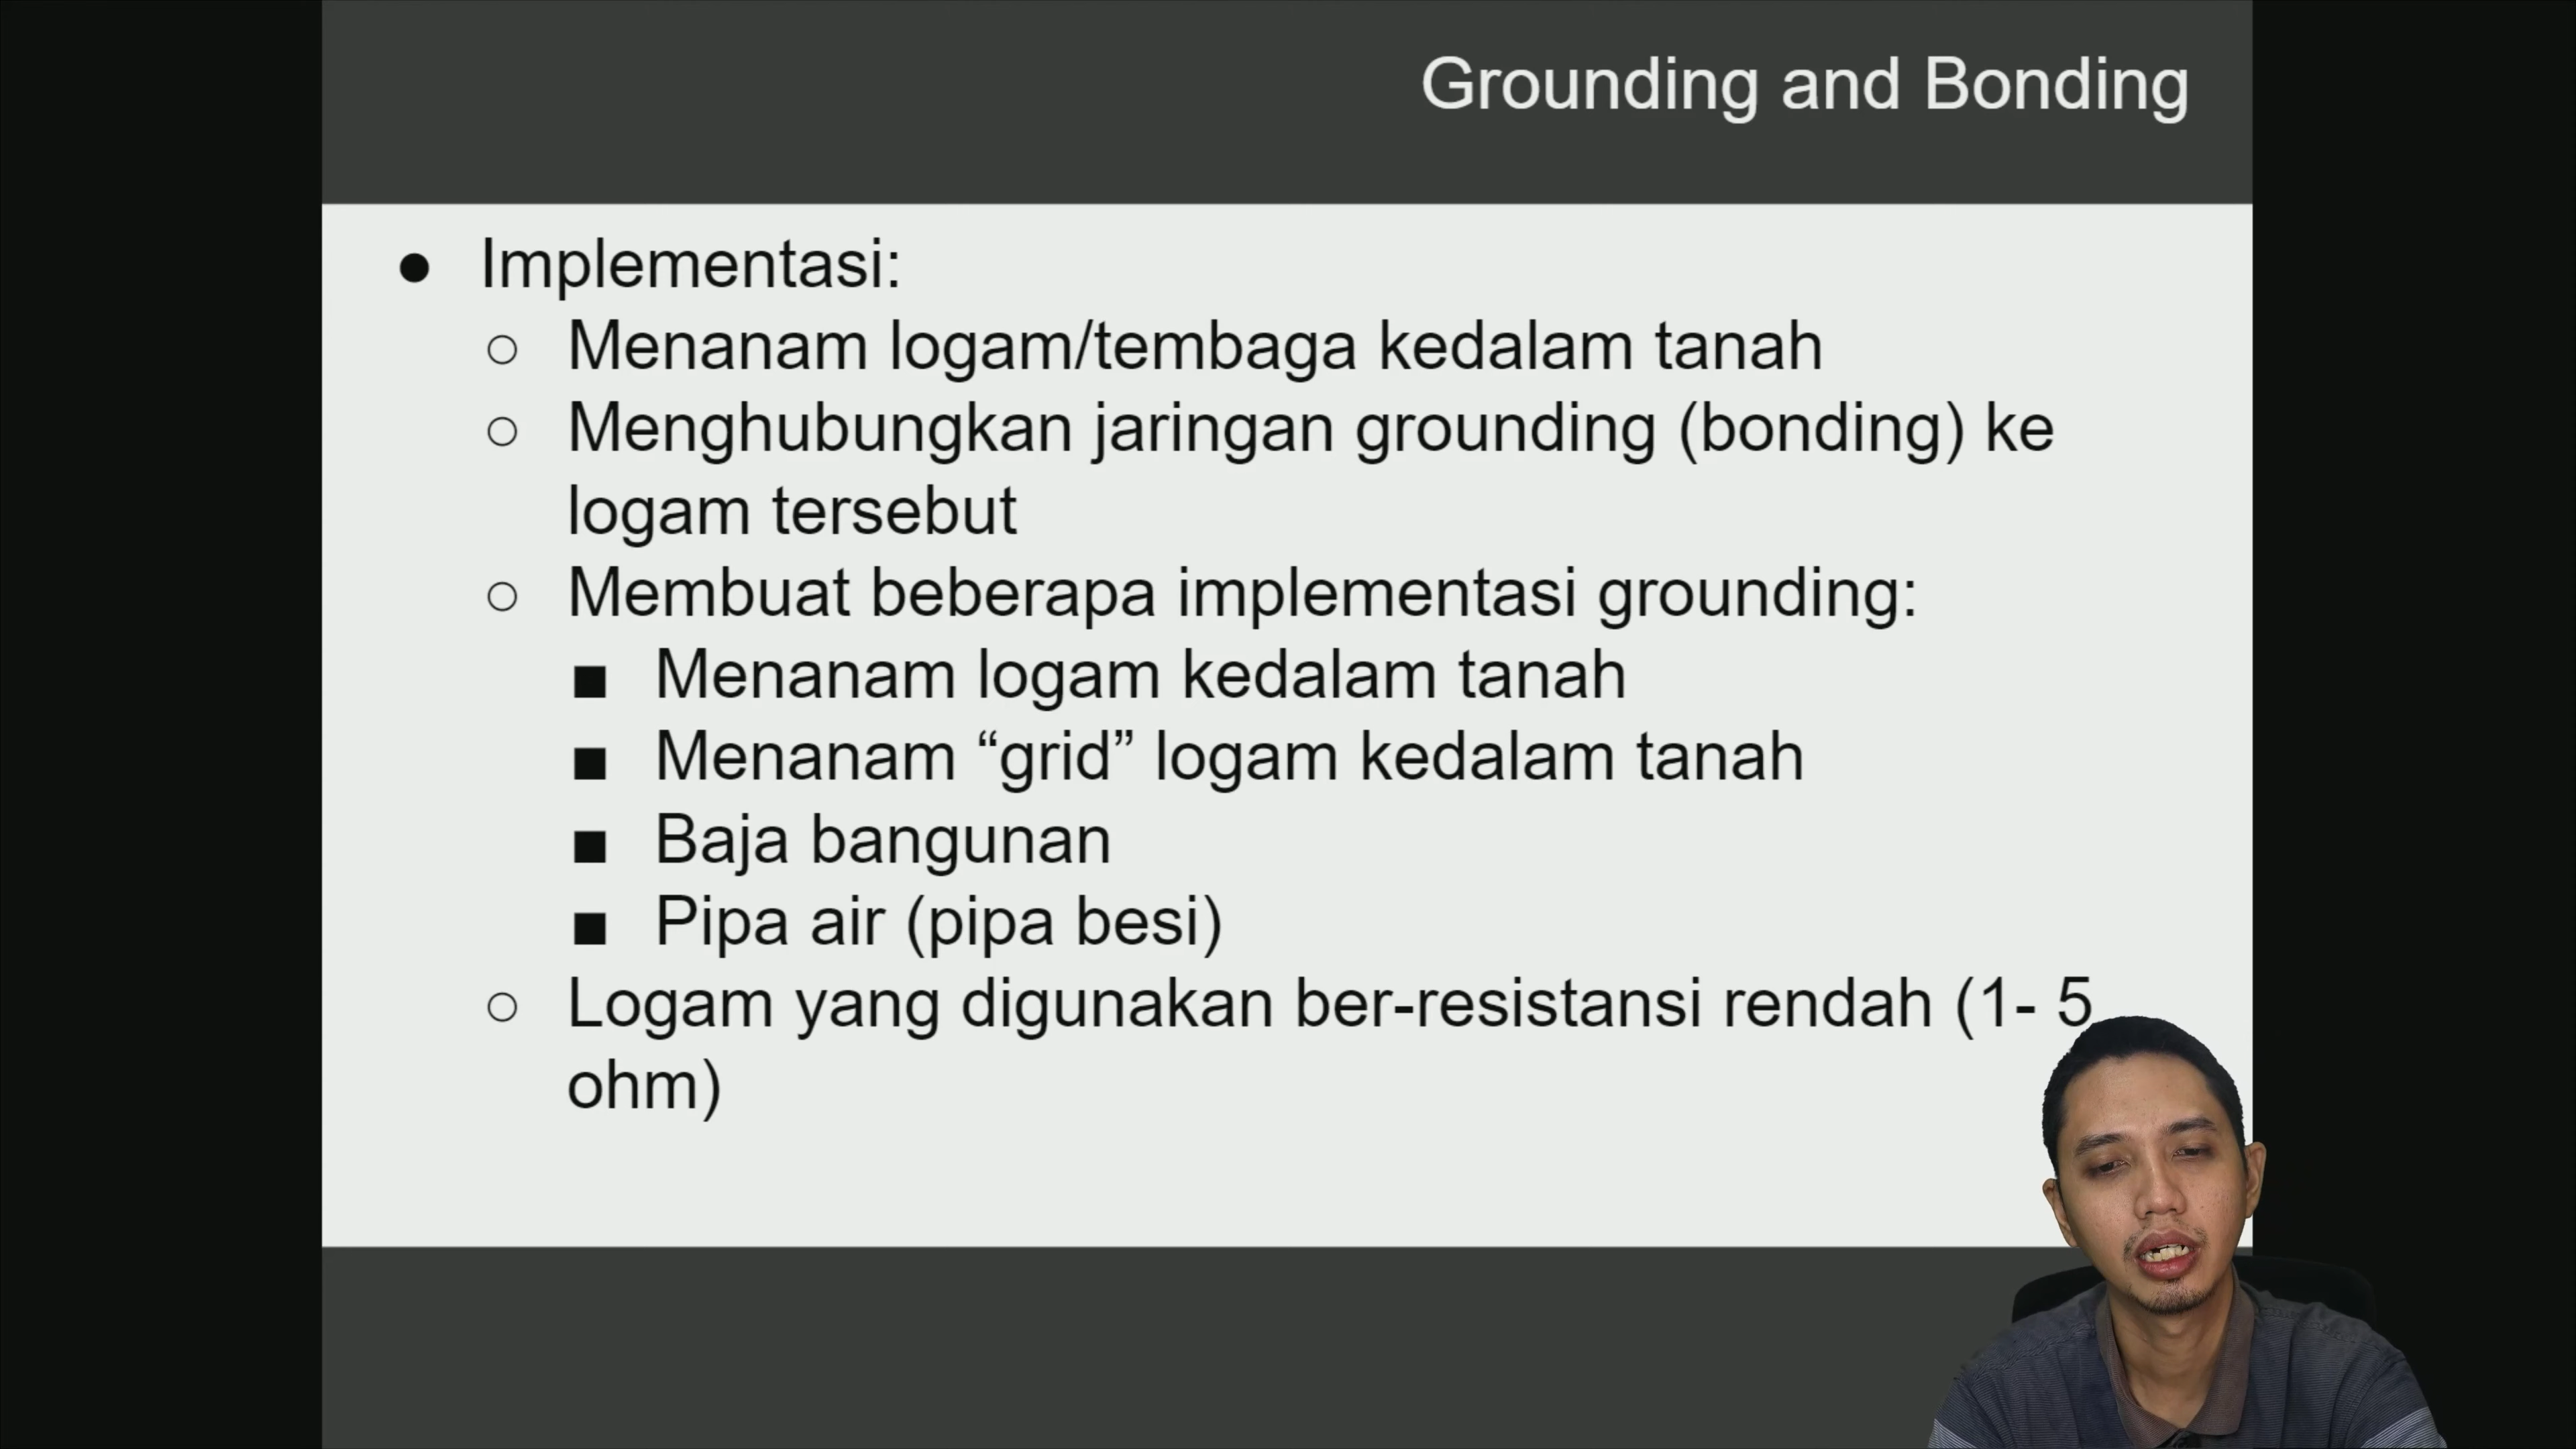 Grounding and Bonding
● Implementasi:
○ Menanam logam/tembaga kedalam tanah
○ Menghubungkan jaringan grounding (bonding) ke
logam tersebut
○ Membuat beberapa implementasi grounding:
■ Menanam logam kedalam tanah
■ Menanam “grid” logam kedalam tanah
■ Baja bangunan
■ Pipa air (pipa besi)
○ Logam yang digunakan ber-resistansi rendah (1- 5
ohm)